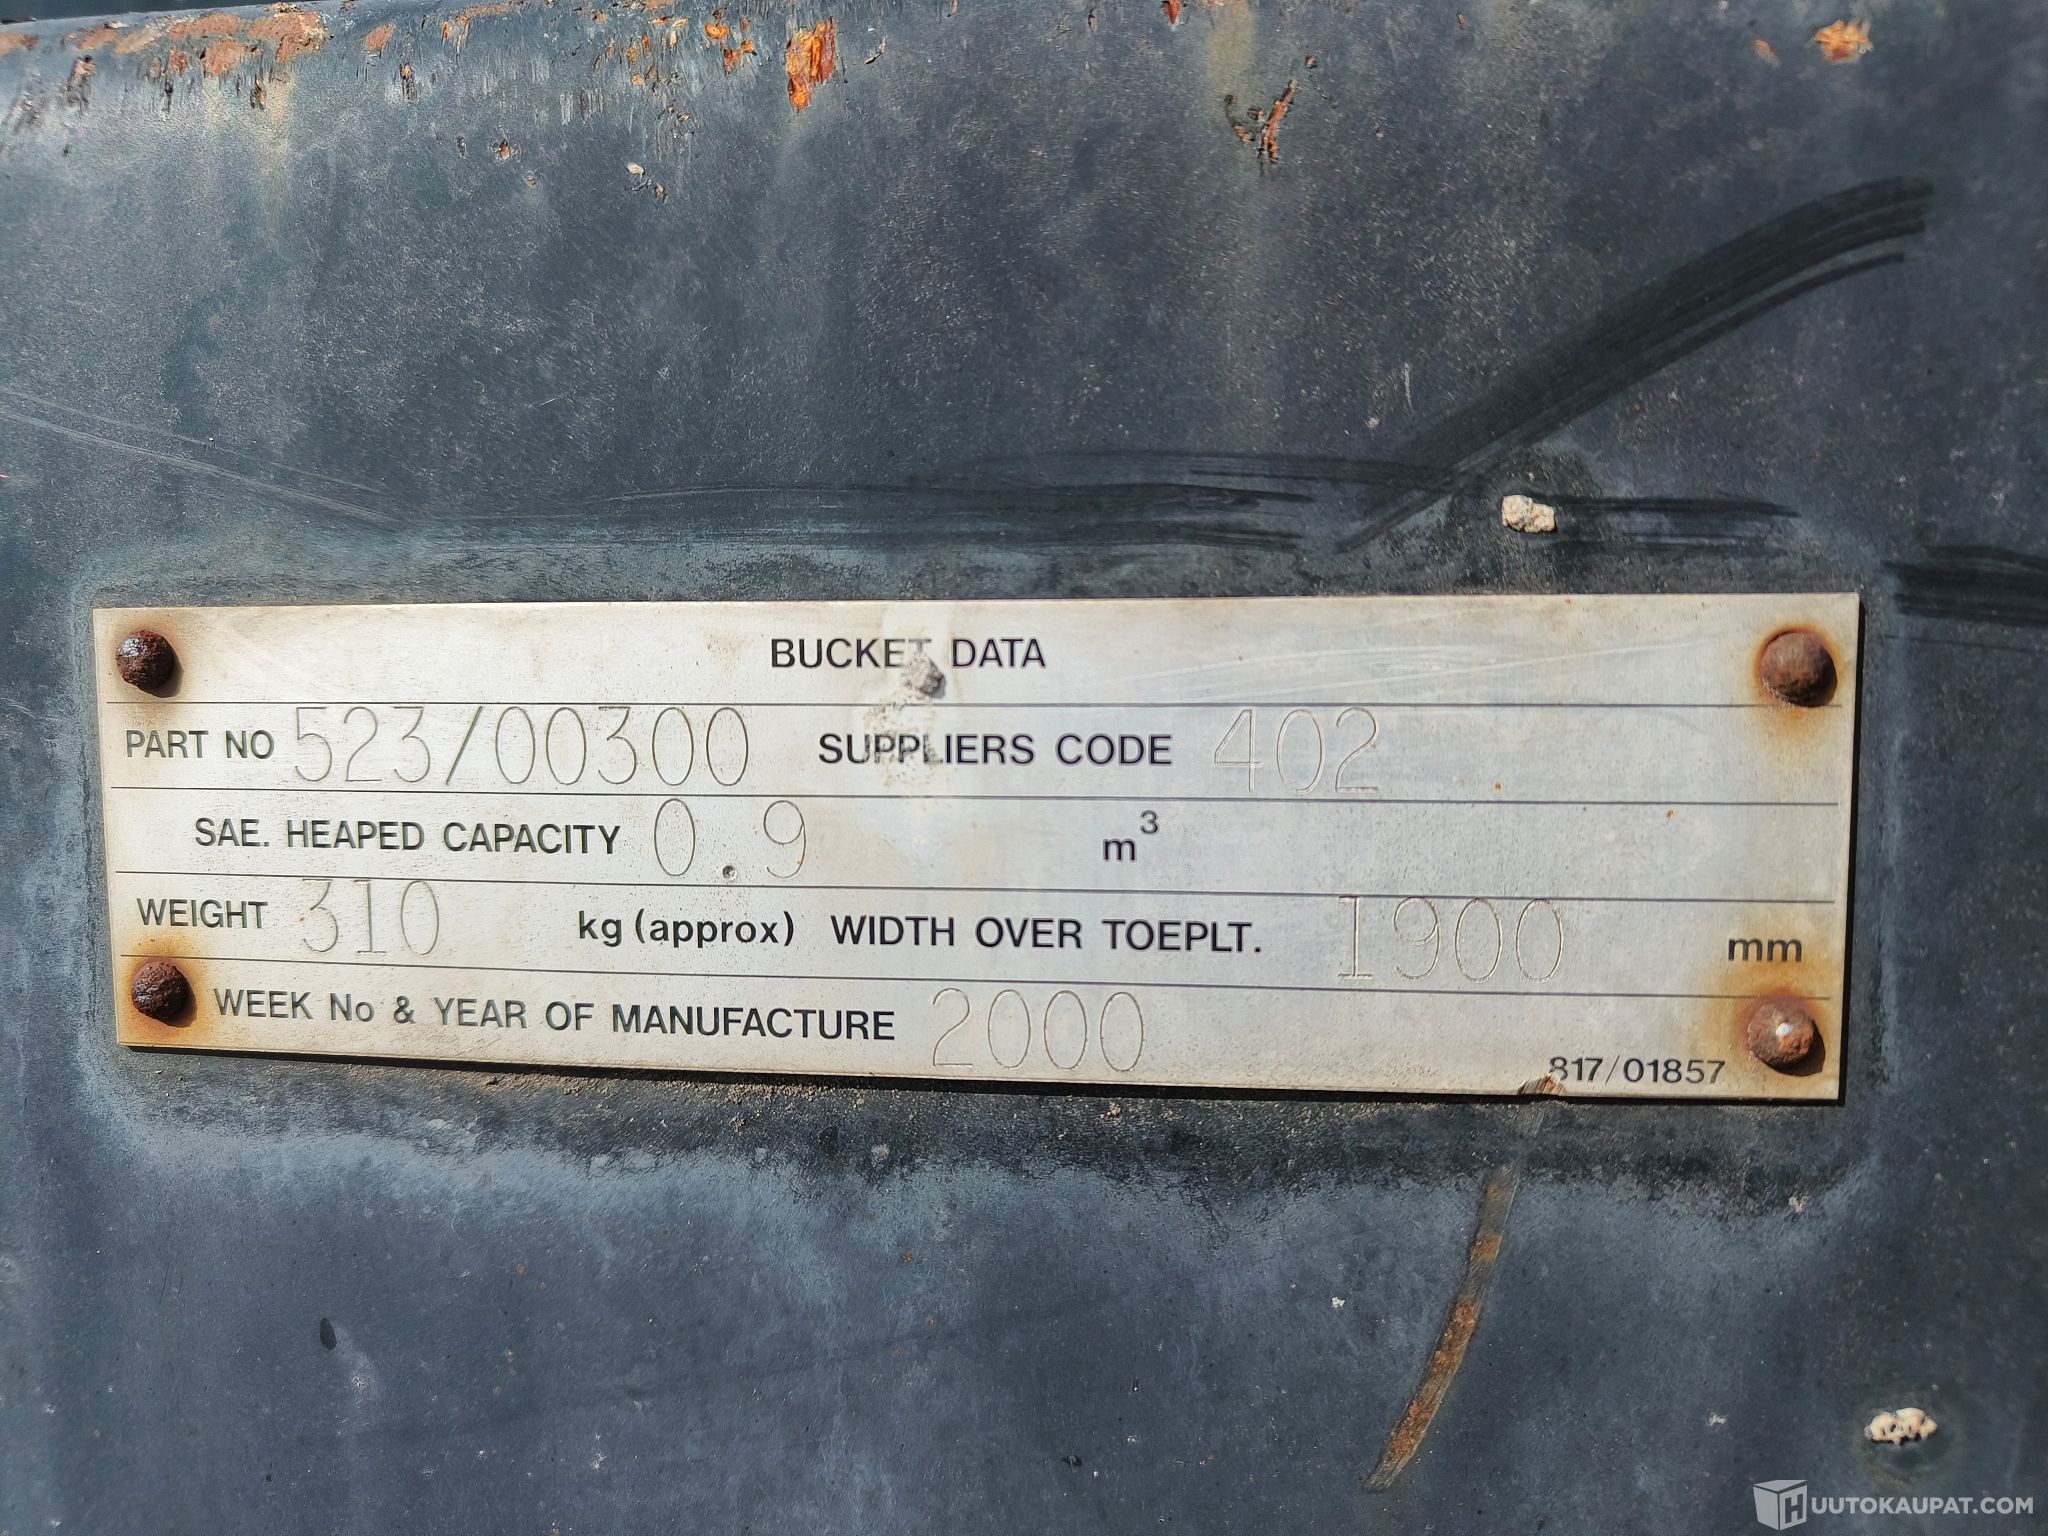 BUCKET DATA
PART NO 523/00300 SUPPLIERS CODE 402
SAE. HEAPED CAPACITY 0.9 m³
WEIGHT 310 kg (approx) WIDTH OVER TOEPLT. 1900 mm
WEEK No & YEAR OF MANUFACTURE 2000
817/01857
HUUTOKAUPAT.COM